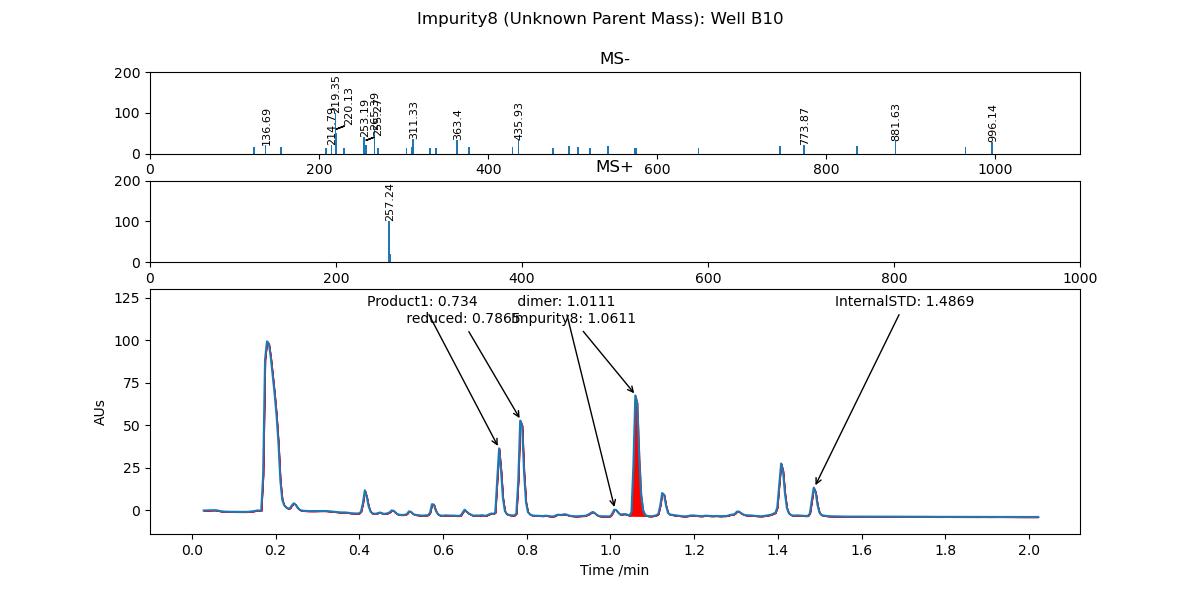 Impurity8 (Unknown Parent Mass): Well B10
MS-
200
100
0
136.69
214.79
219.35
220.13
253.19
265.39
311.33
363.4
435.93
773.87
881.63
996.14
0 200 400 600 800 1000
MS+
200
100
0
257.24
0 200 400 600 800 1000
Product1: 0.734 dimer: 1.0111 InternalSTD: 1.4869
reduced: 0.7865 Impurity8: 1.0611
125
100
75
50
25
0
AUs
0.0 0.2 0.4 0.6 0.8 1.0 1.2 1.4 1.6 1.8 2.0
Time /min